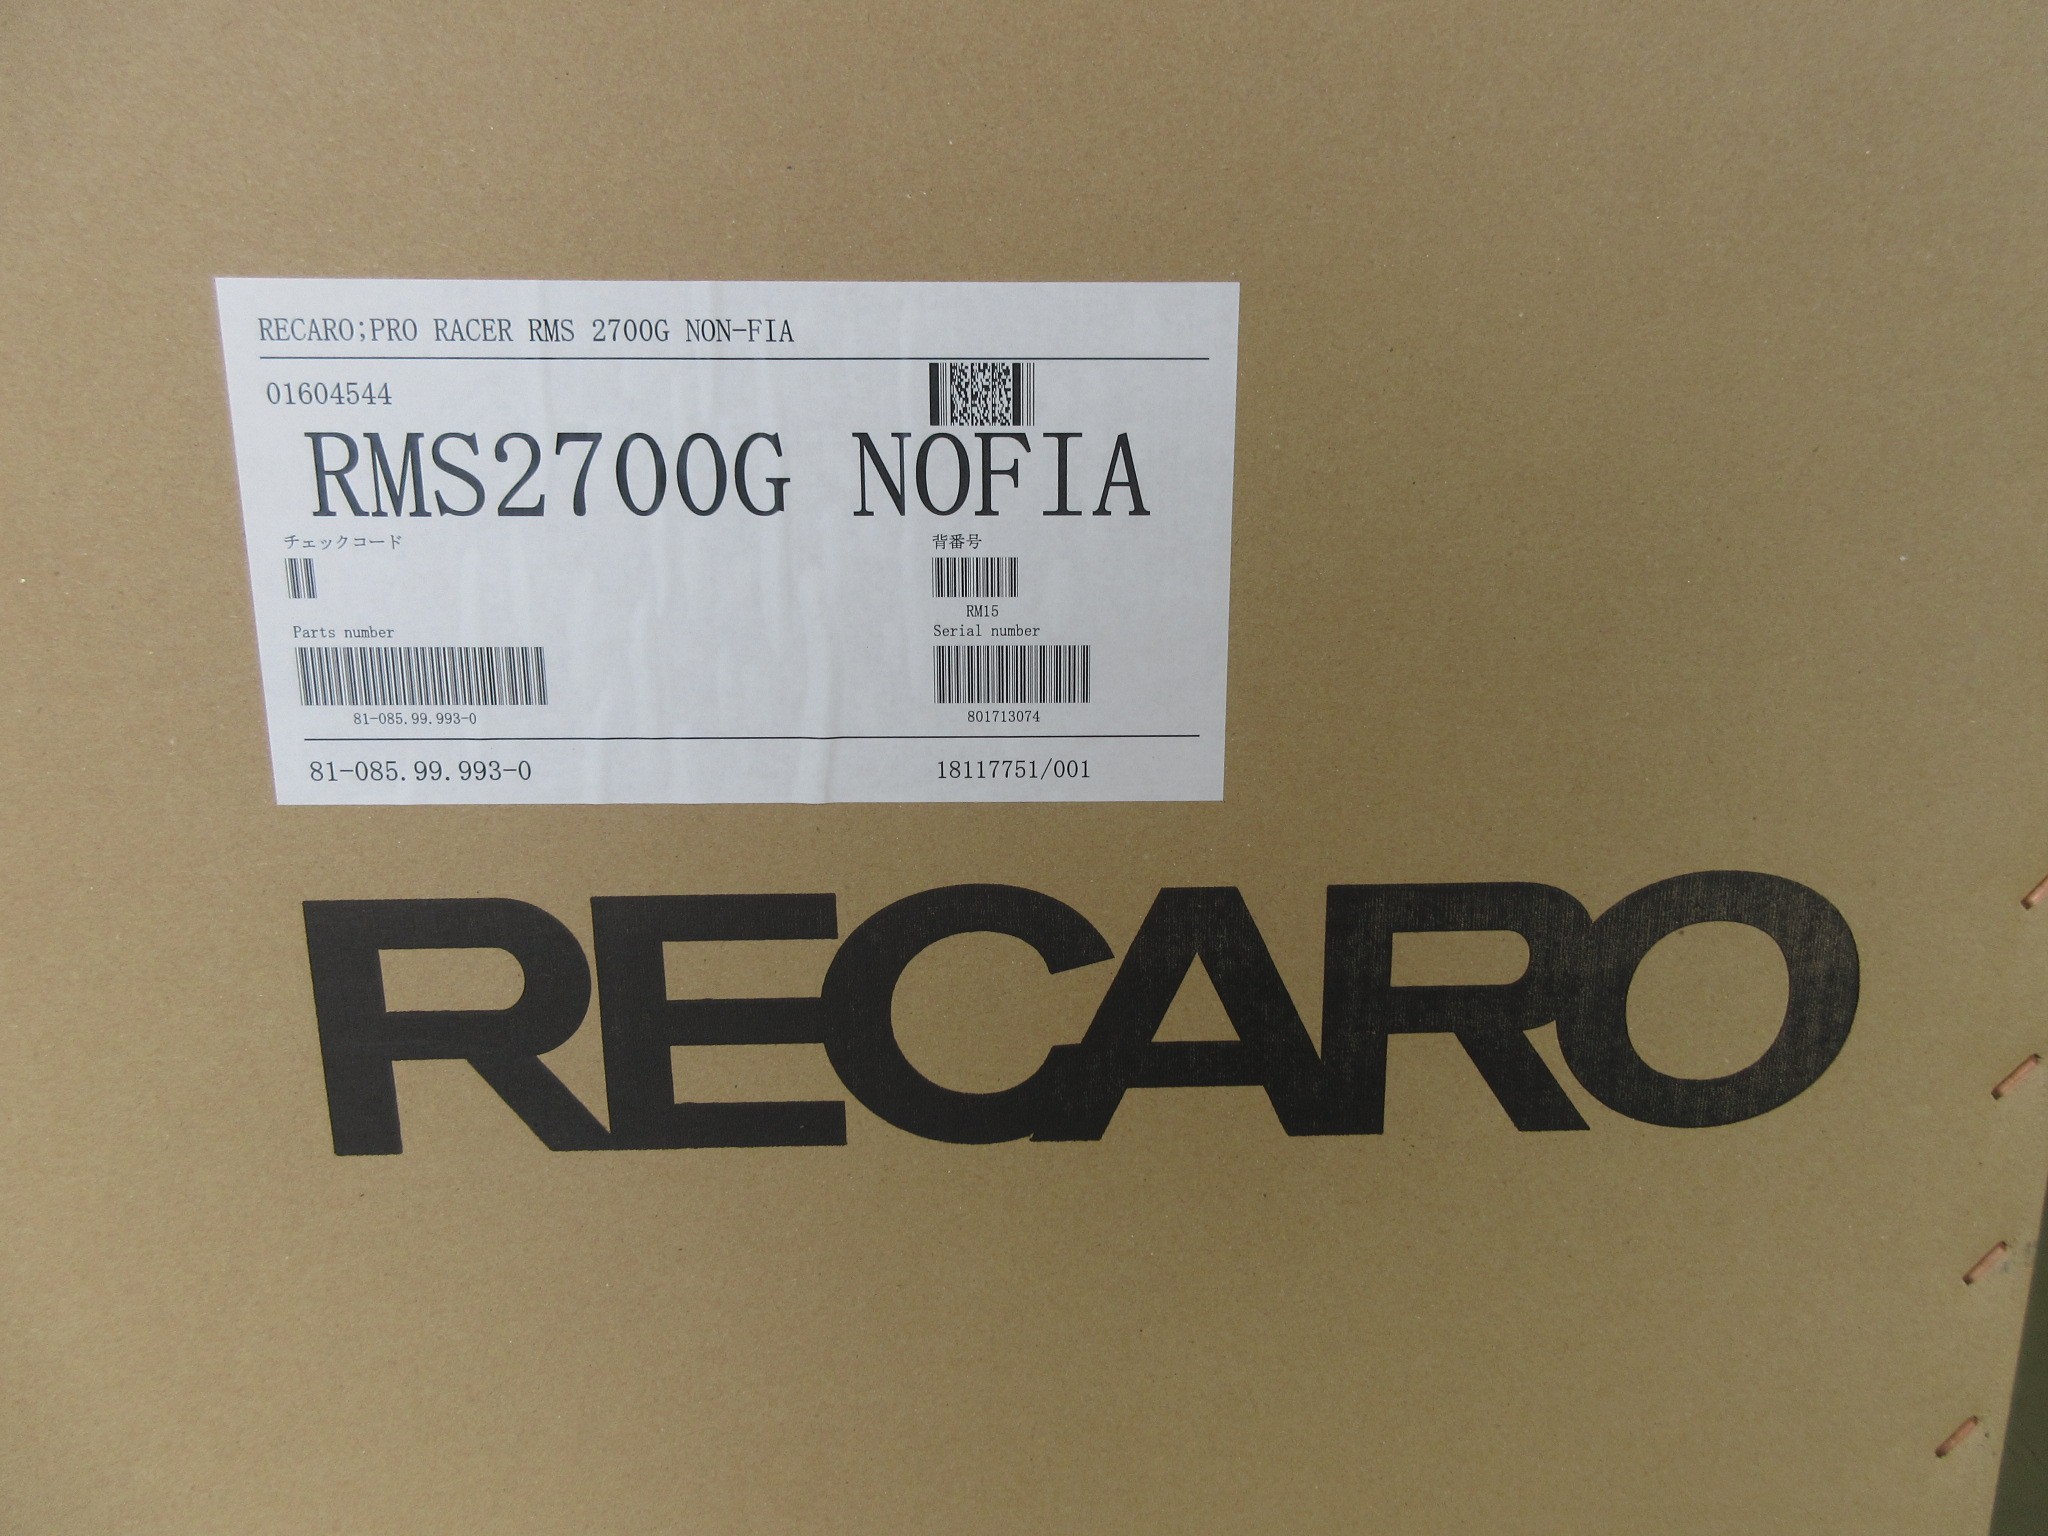 RECARO;PRO RACER RMS 2700G NON-FIA
01604544
RMS2700G NOFIA
チェックコード
背番号
RM15
Parts number
Serial number
81-085.99.993-0
801713074
81-085.99.993-0
18117751/001
RECARO